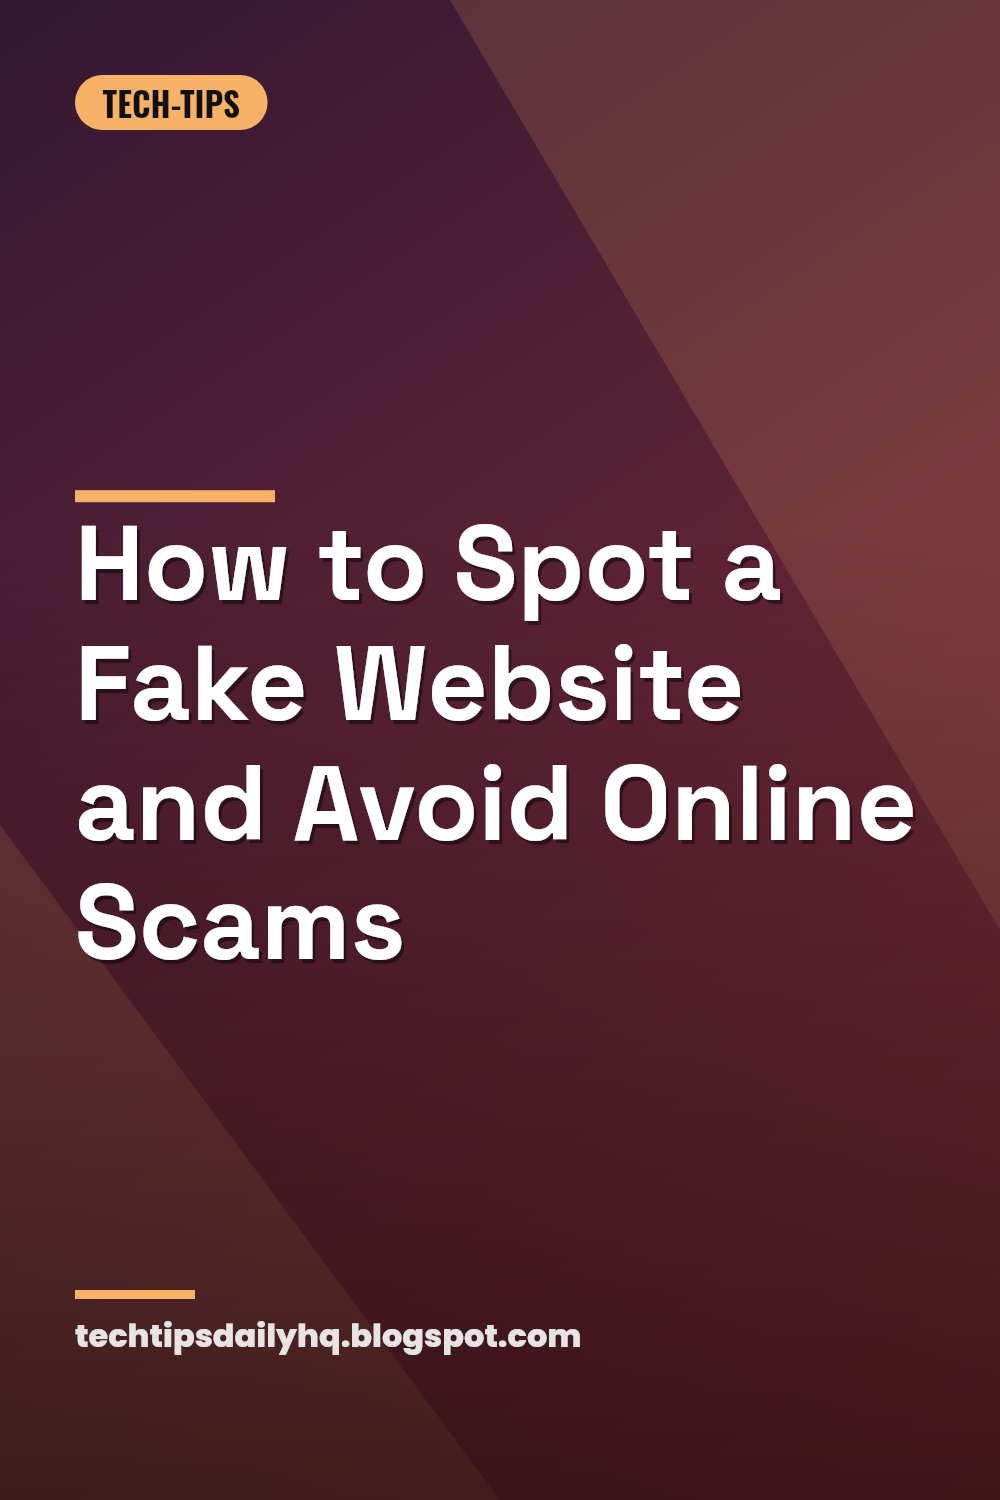 TECH-TIPS
How to Spot a
Fake Website
and Avoid Online
Scams
techtipsdailyhq.blogspot.com